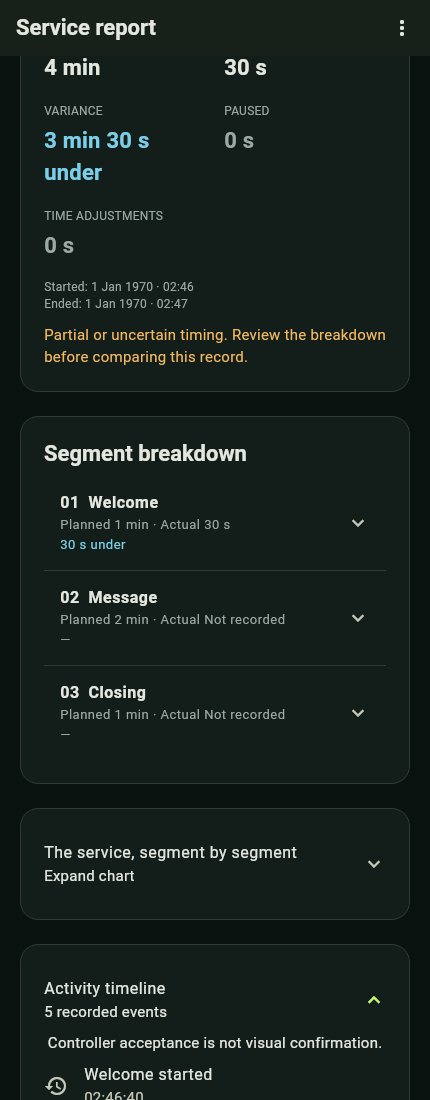 Service report
4 min
30 s
VARIANCE
PAUSED
3 min 30 s
under
0 s
TIME ADJUSTMENTS
0 s
Started: 1 Jan 1970 · 02:46
Ended: 1 Jan 1970 · 02:47
Partial or uncertain timing. Review the breakdown
before comparing this record.
Segment breakdown
01 Welcome
Planned 1 min · Actual 30 s
30 s under
02 Message
Planned 2 min · Actual Not recorded
—
03 Closing
Planned 1 min · Actual Not recorded
—
The service, segment by segment
Expand chart
Activity timeline
5 recorded events
Controller acceptance is not visual confirmation.
Welcome started
02:46:40